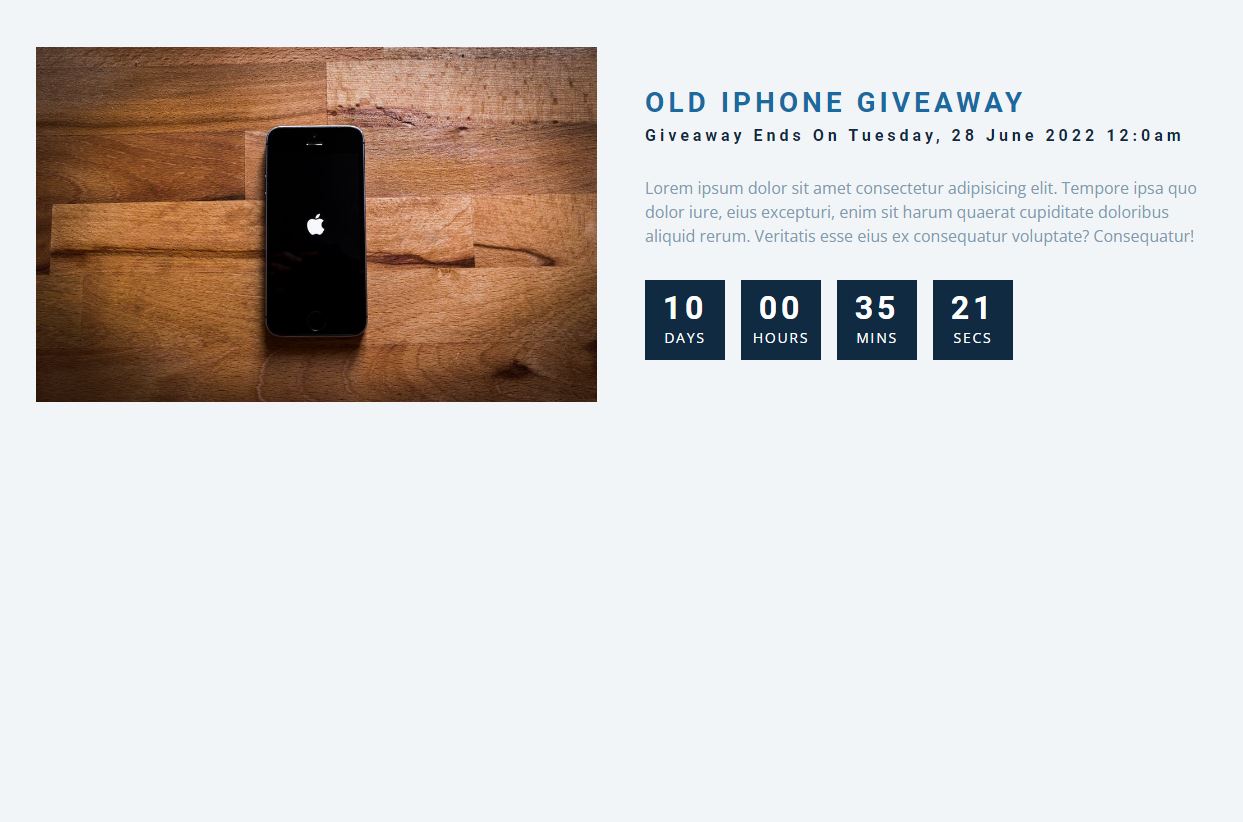 OLD IPHONE GIVEAWAY
Giveaway Ends On Tuesday, 28 June 2022 12:0am
Lorem ipsum dolor sit amet consectetur adipisicing elit. Tempore ipsa quo
dolor iure, eius excepturi, enim sit harum quaerat cupiditate doloribus
aliquid rerum. Veritatis esse eius ex consequatur voluptate? Consequatur!
10 00 35 21
DAYS HOURS MINS SECS